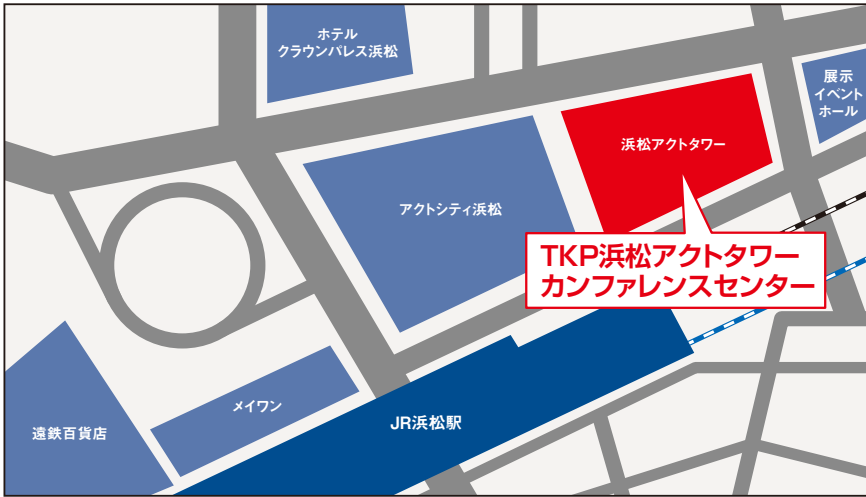 ホテル
クラウンパレス浜松
展示
イベント
ホール
浜松アクトタワー
アクトシティ浜松
TKP浜松アクトタワー
カンファレンスセンター
メイワン
JR浜松駅
遠鉄百貨店